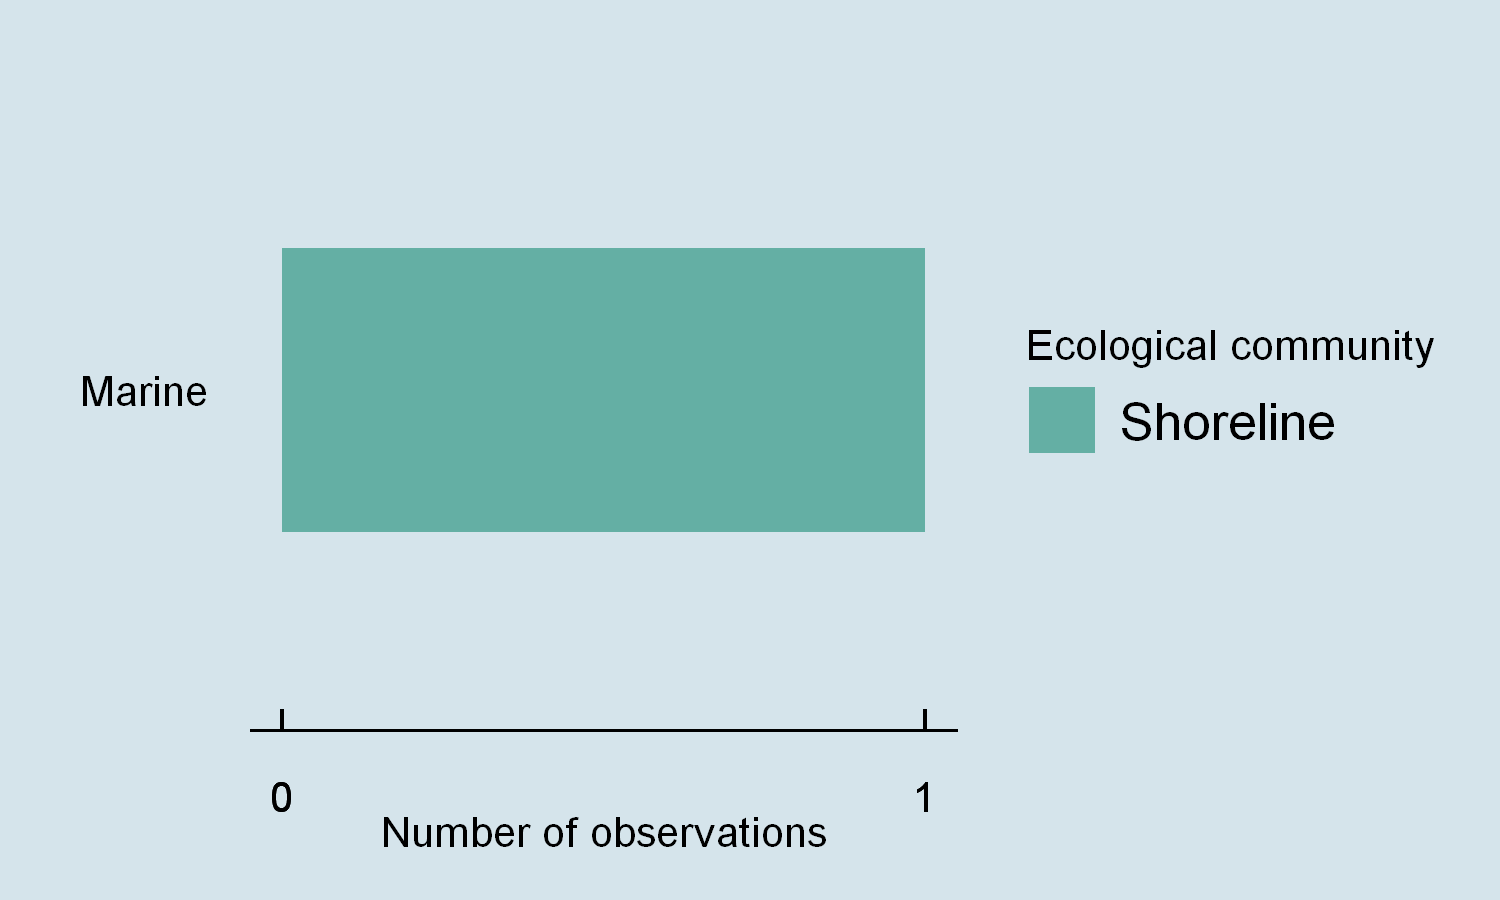 Marine
Ecological community
Shoreline
0
1
Number of observations